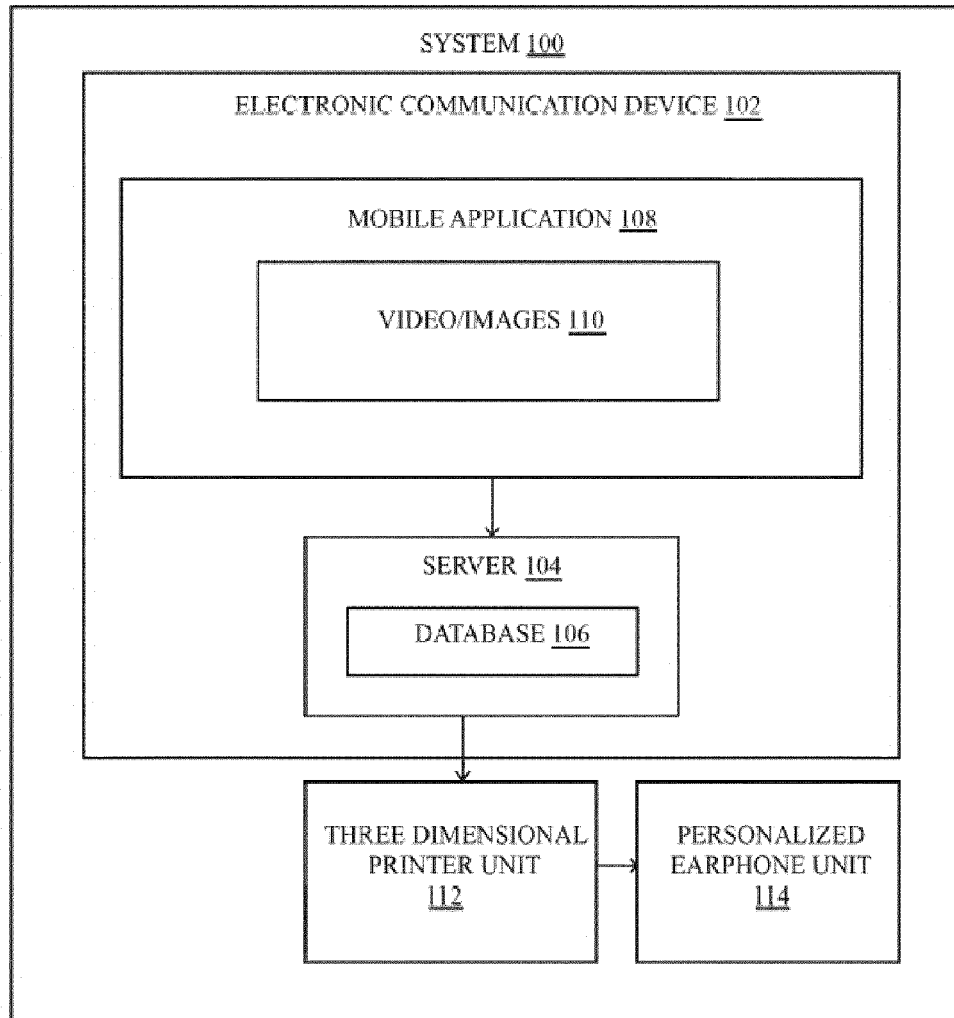 SYSTEM 100
ELECTRONIC COMMUNICATION DEVICE 102
MOBILE APPLICATION 108
VIDEO/IMAGES 110
SERVER 104
DATABASE 106
THREE DIMENSIONAL
PRINTER UNIT
112
PERSONALIZED
EARPHONE UNIT
114